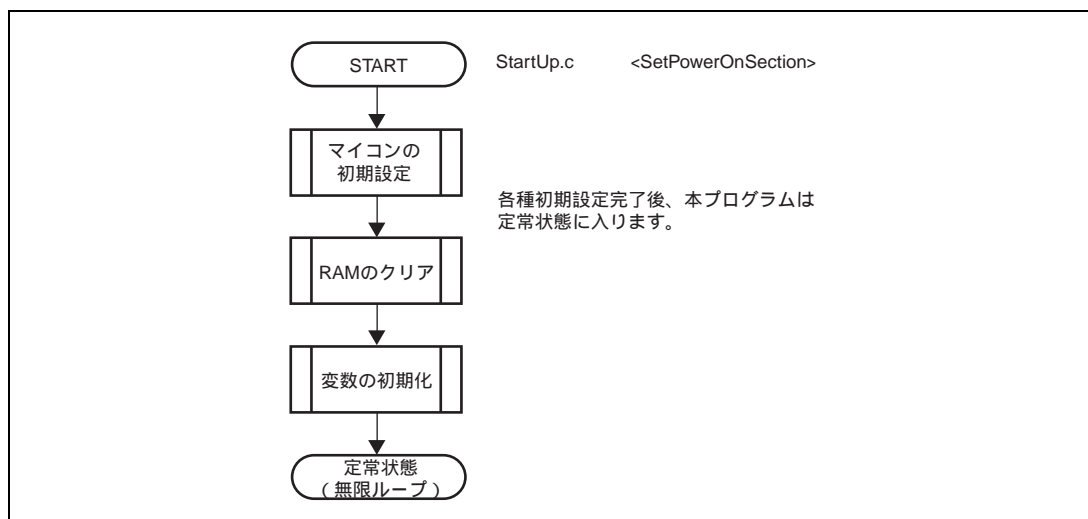 START
StartUp.c <SetPowerOnSection>
マイコンの
初期設定
各種初期設定完了後、本プログラムは
定常状態に入ります。
RAMのクリア
変数の初期化
定常状態
(無限ループ)